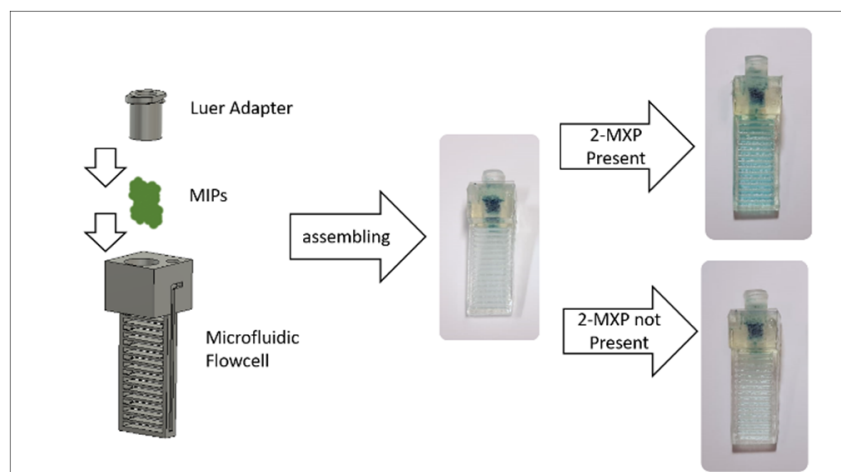 Luer Adapter
MIPs
Microfluidic
Flowcell
assembling
2-MXP
Present
2-MXP not
Present